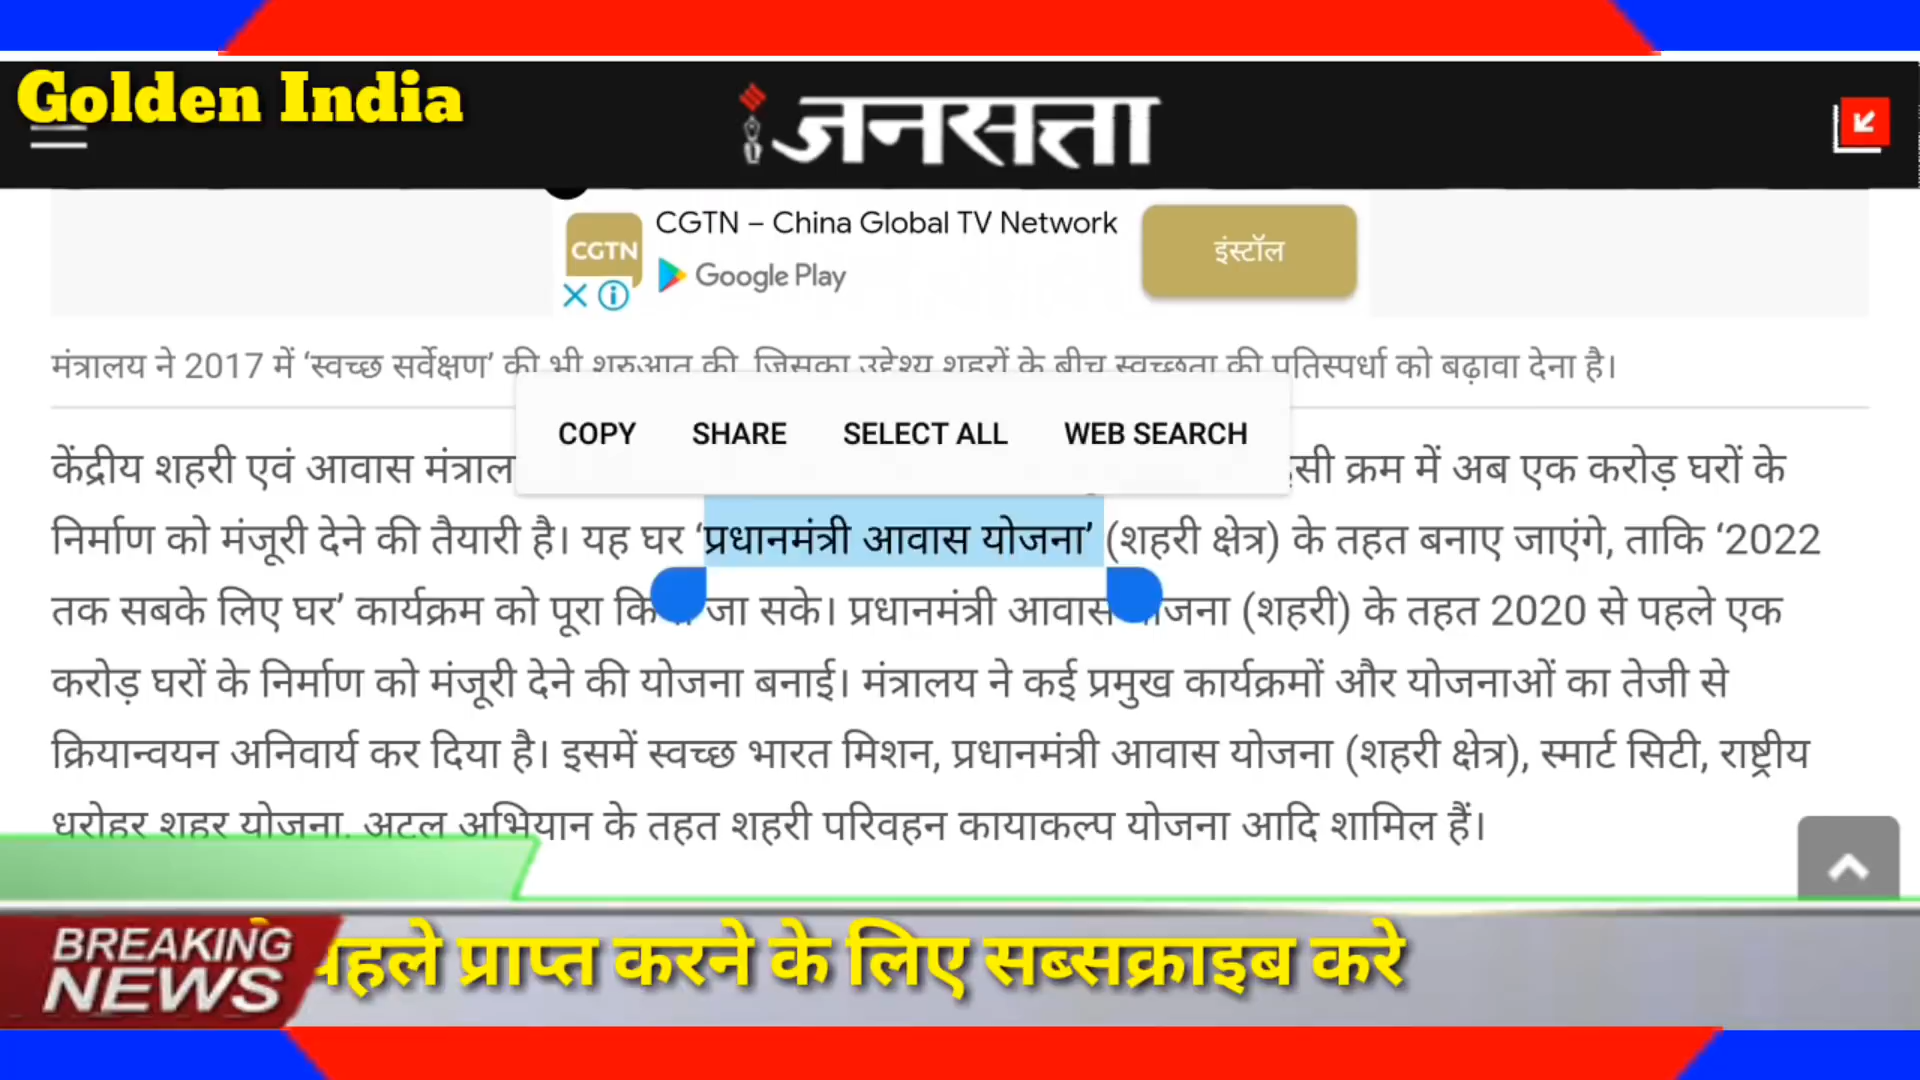 Golden India
जनसत्ता
CGTN – China Global TV Network
CGTN
इंस्टॉल
Google Play
मंत्रालय ने 2017 में ‘स्वच्छ सर्वेक्षण’ की भी शुरुआत की, जिसका उद्देश्य शहरों के बीच स्वच्छता की प्रतिस्पर्धा को बढ़ावा देना है।
COPY SHARE SELECT ALL WEB SEARCH
केंद्रीय शहरी एवं आवास क्रम में अब एक करोड़ घरों के
निर्माण को मंजूरी देने की तैयारी है। यह घर ‘प्रधानमंत्री आवास योजना’ (शहरी क्षेत्र) के तहत बनाए जाएंगे, ताकि ‘2022
तक सबके लिए घर’ कार्यक्रम को पूरा जा सके। प्रधानमंत्री आवास (शहरी) के तहत 2020 से पहले एक
करोड़ घरों के निर्माण को मंजूरी देने की योजना बनाई। मंत्रालय ने कई प्रमुख कार्यक्रमों और योजनाओं का तेजी से
क्रियान्वयन अनिवार्य कर दिया है। इसमें स्वच्छ भारत मिशन, प्रधानमंत्री आवास योजना (शहरी क्षेत्र), स्मार्ट सिटी, राष्ट्रीय
धरोहर शहर योजना, अटल अभियान के तहत शहरी परिवहन कायाकल्प योजना आदि शामिल हैं।
BREAKING
NEWS
पहले प्राप्त करने के लिए सब्सक्राइब करे